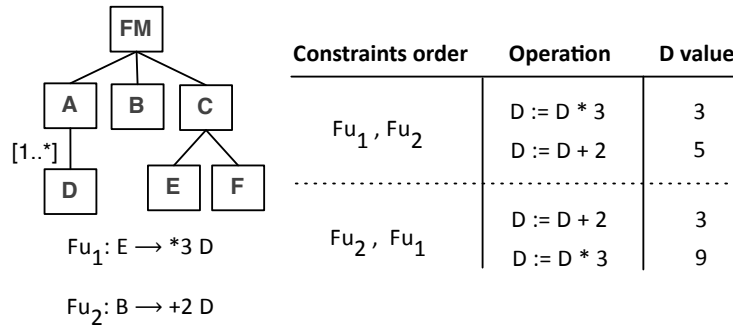 FM
A B C
[1..*]
D E F
Fu₁: E → *3 D
Fu₂: B → +2 D
Constraints order Operation D value
Fu₁ , Fu₂
D := D * 3 3
D := D + 2 5
Fu₂ , Fu₁
D := D + 2 3
D := D * 3 9